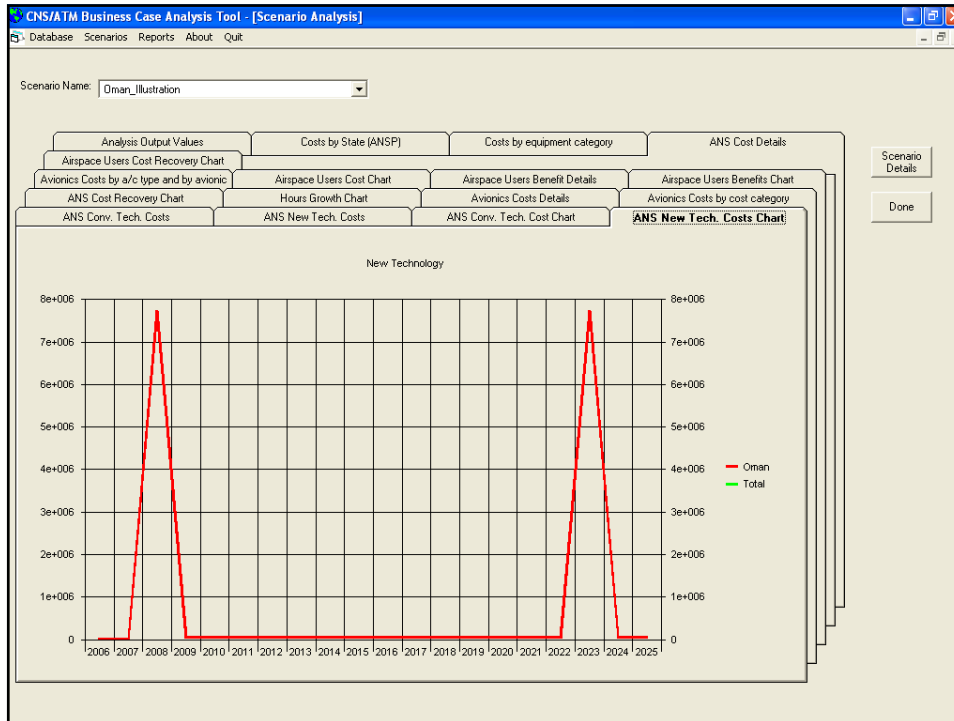 CNS/ATM Business Case Analysis Tool - [Scenario Analysis]
Database Scenarios Reports About Quit
Scenario Name: Oman_Illustration
Analysis Output Values Costs by State (ANSP) Costs by equipment category ANS Cost Details
Airspace Users Cost Recovery Chart
Avionics Costs by a/c type and by avionic Airspace Users Cost Chart Airspace Users Benefit Details Airspace Users Benefits Chart
ANS Cost Recovery Chart Hours Growth Chart Avionics Costs Details Avionics Costs by cost category
ANS Conv. Tech. Costs ANS New Tech. Costs ANS Conv. Tech. Cost Chart ANS New Tech. Costs Chart
Scenario
Details
Done
New Technology
8e+006 8e+006
7e+006 7e+006
6e+006 6e+006
5e+006 5e+006
4e+006 4e+006
3e+006 3e+006
2e+006 2e+006
1e+006 1e+006
0 0
2006 2007 2008 2009 2010 2011 2012 2013 2014 2015 2016 2017 2018 2019 2020 2021 2022 2023 2024 2025
Oman
Total